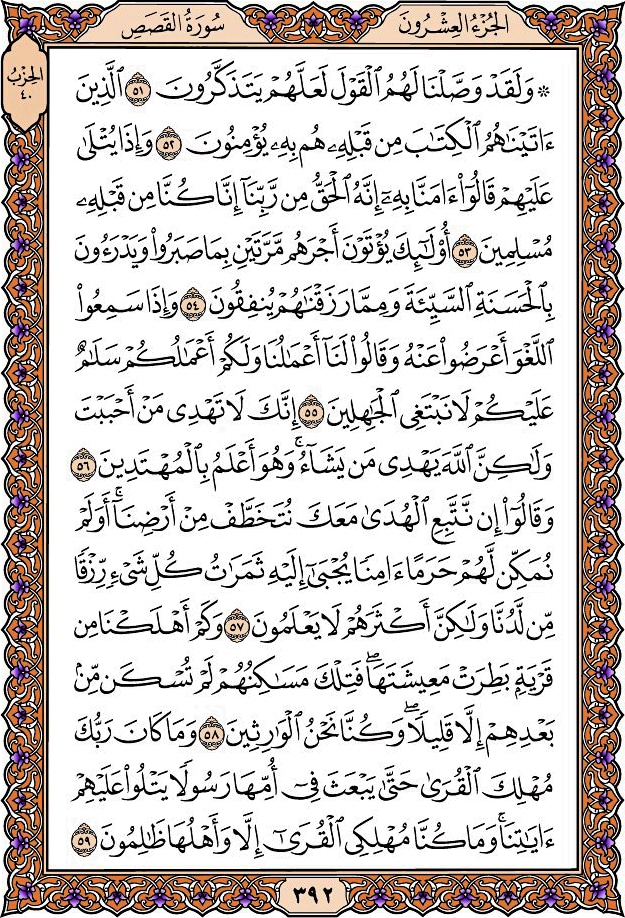 الجُزْءُ العِشْرُونَ
سُورَةُ القَصَصِ
الحِزْبُ
٤٠
۞ وَلَقَدْ وَصَّلْنَا لَهُمُ ٱلْقَوْلَ لَعَلَّهُمْ يَتَذَكَّرُونَ ٥١ ٱلَّذِينَ
ءَاتَيْنَٰهُمُ ٱلْكِتَٰبَ مِن قَبْلِهِۦ هُم بِهِۦ يُؤْمِنُونَ ٥٢ وَإِذَا يُتْلَىٰ
عَلَيْهِمْ قَالُوٓا۟ ءَامَنَّا بِهِۦٓ إِنَّهُ ٱلْحَقُّ مِن رَّبِّنَآ إِنَّا كُنَّا مِن قَبْلِهِۦ
مُسْلِمِينَ ٥٣ أُو۟لَٰٓئِكَ يُؤْتَوْنَ أَجْرَهُم مَّرَّتَيْنِ بِمَا صَبَرُوا۟ وَيَدْرَءُونَ
بِٱلْحَسَنَةِ ٱلسَّيِّئَةَ وَمِمَّا رَزَقْنَٰهُمْ يُنفِقُونَ ٥٤ وَإِذَا سَمِعُوا۟
ٱللَّغْوَ أَعْرَضُوا۟ عَنْهُ وَقَالُوا۟ لَنَآ أَعْمَٰلُنَا وَلَكُمْ أَعْمَٰلُكُمْ سَلَٰمٌ
عَلَيْكُمْ لَا نَبْتَغِى ٱلْجَٰهِلِينَ ٥٥ إِنَّكَ لَا تَهْدِى مَنْ أَحْبَبْتَ
وَلَٰكِنَّ ٱللَّهَ يَهْدِى مَن يَشَآءُ ۚ وَهُوَ أَعْلَمُ بِٱلْمُهْتَدِينَ ٥٦
وَقَالُوٓا۟ إِن نَّتَّبِعِ ٱلْهُدَىٰ مَعَكَ نُتَخَطَّفْ مِنْ أَرْضِنَآ ۚ أَوَلَمْ
نُمَكِّن لَّهُمْ حَرَمًا ءَامِنًا يُجْبَىٰٓ إِلَيْهِ ثَمَرَٰتُ كُلِّ شَىْءٍ رِّزْقًا
مِّن لَّدُنَّا وَلَٰكِنَّ أَكْثَرَهُمْ لَا يَعْلَمُونَ ٥٧ وَكَمْ أَهْلَكْنَا مِن
قَرْيَةٍۭ بَطِرَتْ مَعِيشَتَهَا ۖ فَتِلْكَ مَسَٰكِنُهُمْ لَمْ تُسْكَن مِّنۢ
بَعْدِهِمْ إِلَّا قَلِيلًا ۖ وَكُنَّا نَحْنُ ٱلْوَٰرِثِينَ ٥٨ وَمَا كَانَ رَبُّكَ
مُهْلِكَ ٱلْقُرَىٰ حَتَّىٰ يَبْعَثَ فِىٓ أُمِّهَا رَسُولًا يَتْلُوا۟ عَلَيْهِمْ
ءَايَٰتِنَا ۚ وَمَا كُنَّا مُهْلِكِى ٱلْقُرَىٰٓ إِلَّا وَأَهْلُهَا ظَٰلِمُونَ ٥٩
٣٩٢